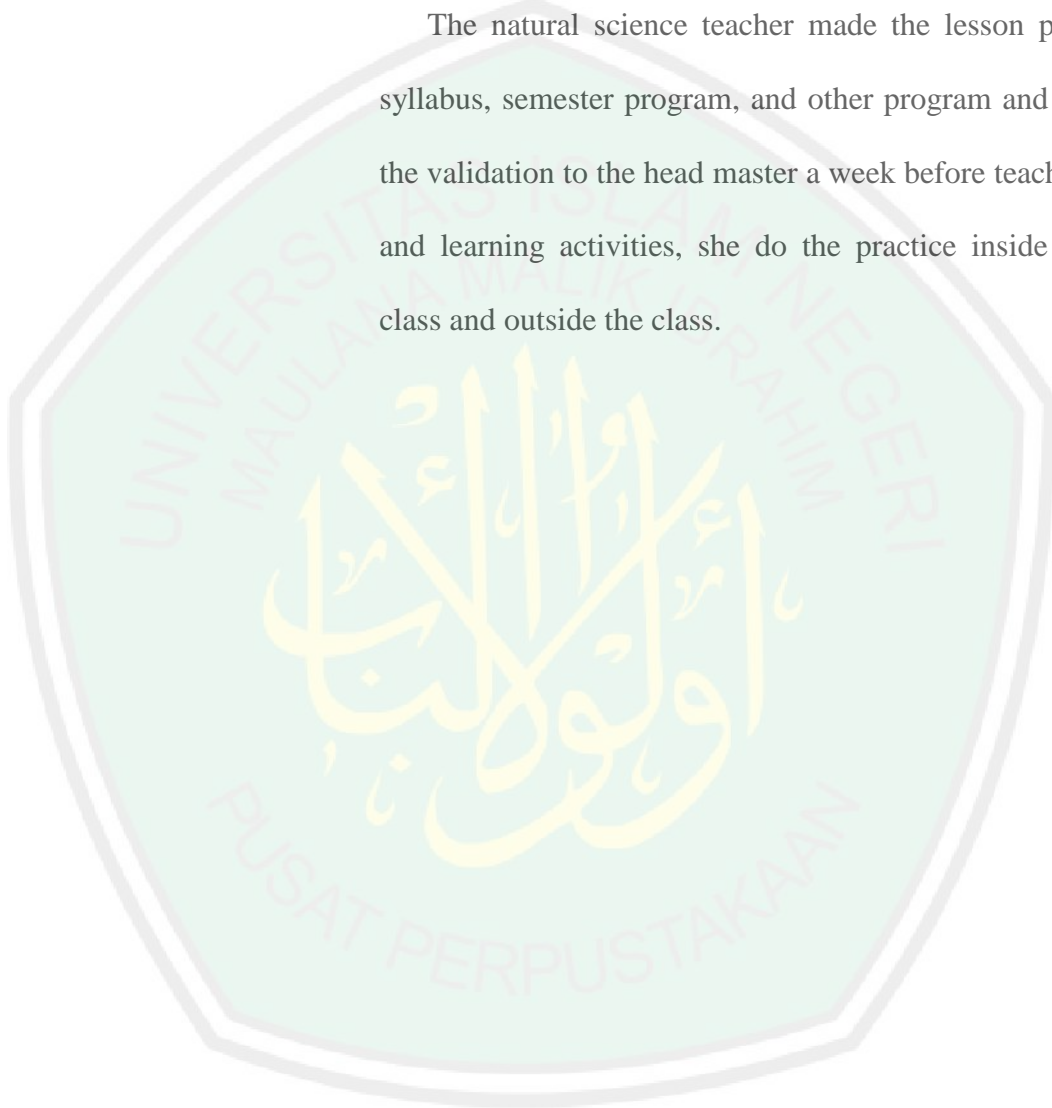 The natural science teacher made the lesson p
syllabus, semester program, and other program and
the validation to the head master a week before teach
and learning activities, she do the practice inside
class and outside the class.
UNIVERSITAS ISLAM NEGERI
MAULANA MALIK IBRAHIM
أولوا الألباب
PUSAT PERPUSTAKAAN